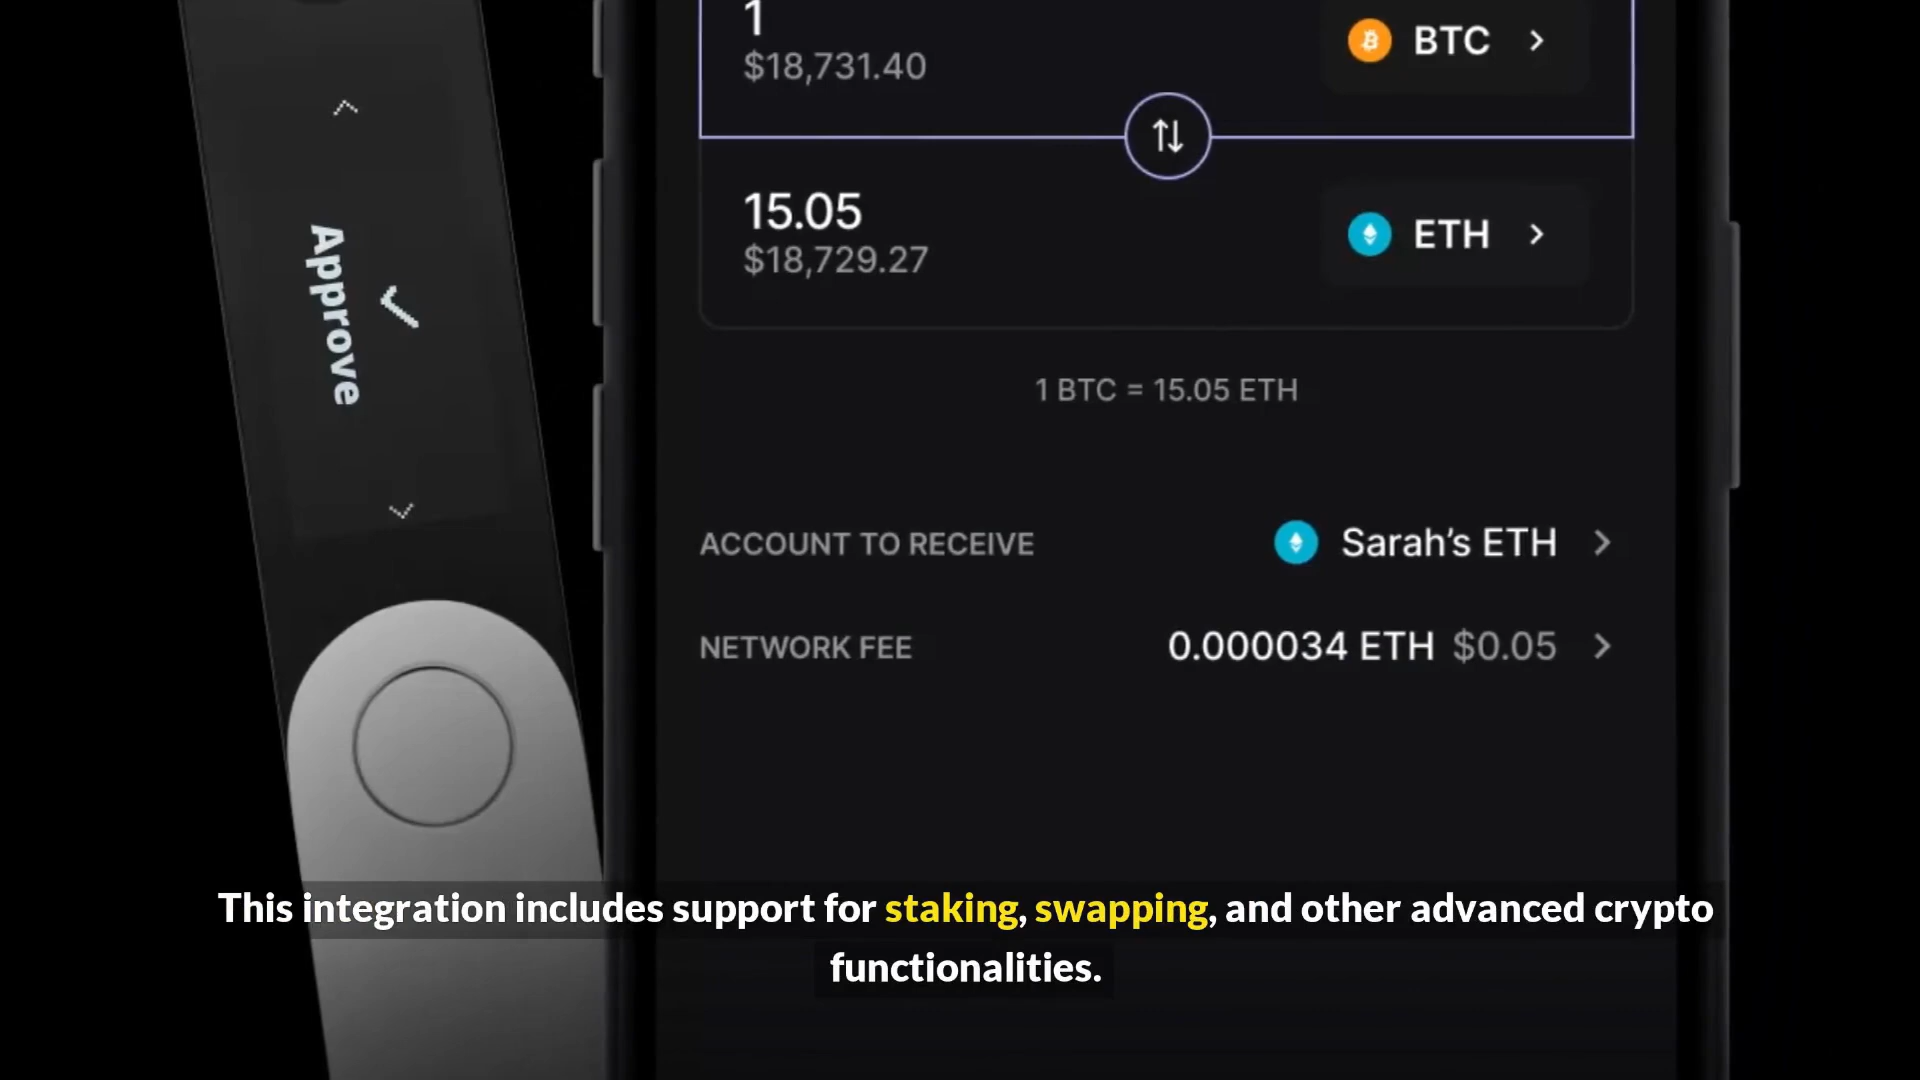 1
$18,731.40
BTC
15.05
$18,729.27
ETH
1 BTC = 15.05 ETH
ACCOUNT TO RECEIVE
Sarah's ETH
NETWORK FEE
0.000034 ETH $0.05
Approve
This integration includes support for staking, swapping, and other advanced crypto
functionalities.